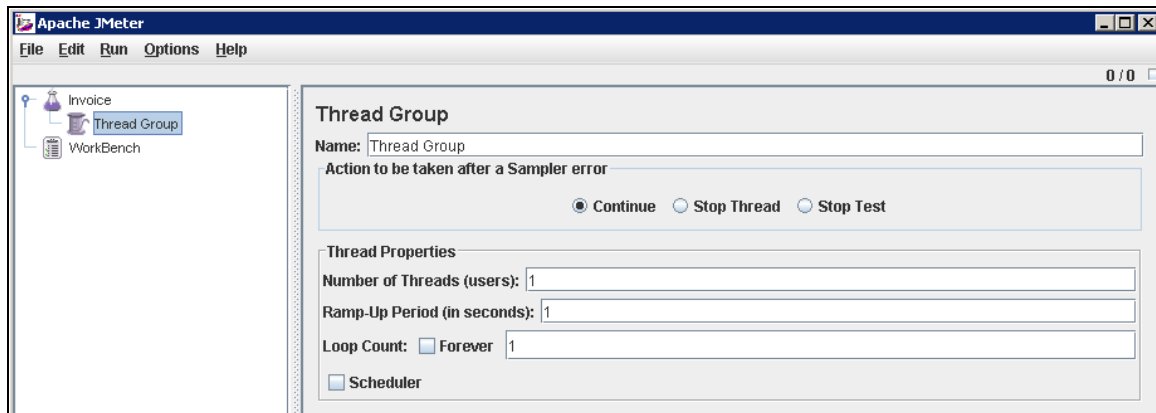 Apache JMeter
File Edit Run Options Help
0 / 0
Invoice
Thread Group
WorkBench
Thread Group
Name: Thread Group
Action to be taken after a Sampler error
Continue Stop Thread Stop Test
Thread Properties
Number of Threads (users): 1
Ramp-Up Period (in seconds): 1
Loop Count: Forever 1
Scheduler